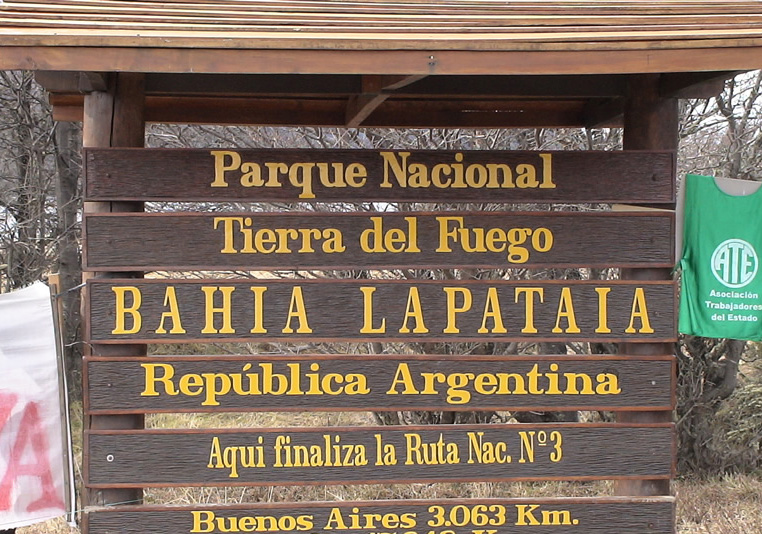 Parque Nacional
Tierra del Fuego
BAHIA LAPATAIA
República Argentina
Aqui finaliza la Ruta Nac. Nº3
Buenos Aires 3.063 Km.
ATE
Asociación
Trabajadores
del Estado